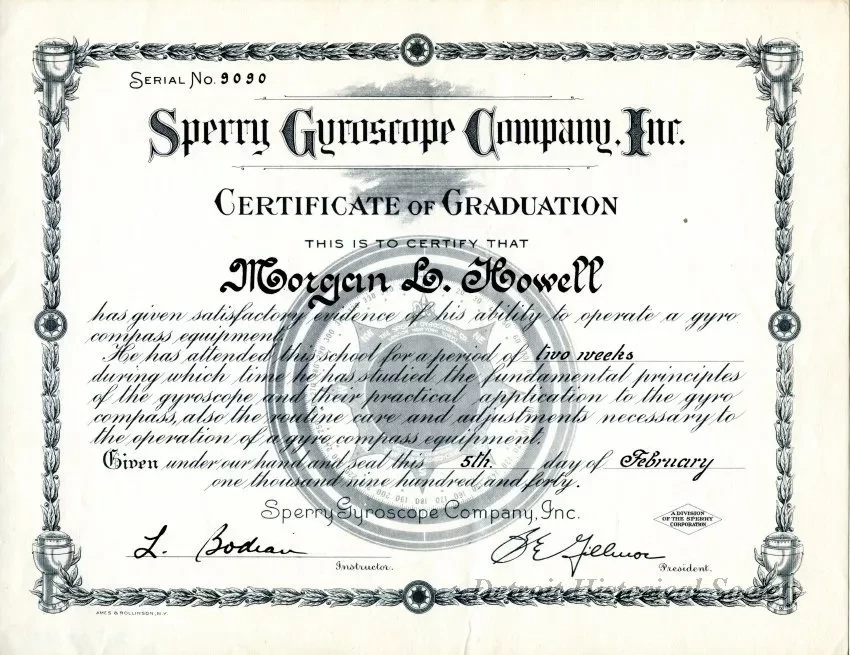 SERIAL NO. 9090
Sperry Gyroscope Company, Inc.
CERTIFICATE OF GRADUATION
THIS IS TO CERTIFY THAT
Morgan L. Howell
has given satisfactory evidence of his ability to operate a gyro
compass equipment.
He has attended this school for a period of two weeks
during which time he has studied the fundamental principles
of the gyroscope and their practical application to the gyro
compass, also the routine care and adjustments necessary to
the operation of a gyro compass equipment.
Given under our hand and seal this 5th. day of February
one thousand nine hundred and forty.
Sperry Gyroscope Company, Inc.
A DIVISION
OF THE SPERRY
CORPORATION
L. Bodian
R E Gillmor
Instructor.
President.
Detroit Historical Society
AMES & ROLLINSON, N.Y.